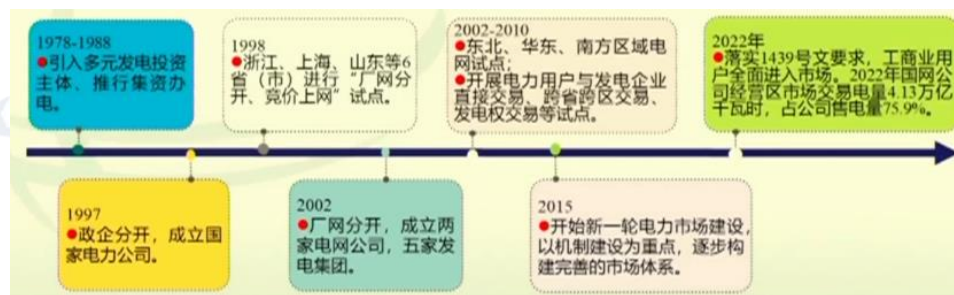 1978-1988
●引入多元发电投资
主体、推行集资办
电。
1998
●浙江、上海、山东等6
省（市）进行“厂网分
开、竞价上网”试点。
2002-2010
●东北、华东、南方区域电
网试点；
●开展电力用户与发电企业
直接交易、跨省跨区交易、
发电权交易等试点。
2022年
●落实1439号文要求，工商业用
户全面进入市场。2022年国网公
司经营区市场交易电量4.13万亿
千瓦时，占公司售电量75.9%。
1997
●政企分开，成立国
家电力公司。
2002
●厂网分开，成立两
家电网公司，五家发
电集团。
2015
●开始新一轮电力市场建设，
以机制建设为重点，逐步构
建完善的市场体系。